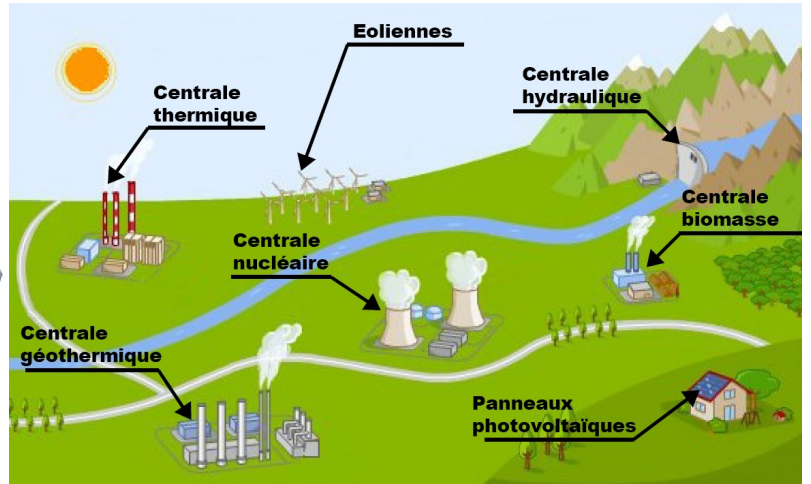 Eoliennes
Centrale
thermique
Centrale
hydraulique
Centrale
biomasse
Centrale
nucléaire
Centrale
géothermique
Panneaux
photovoltaïques